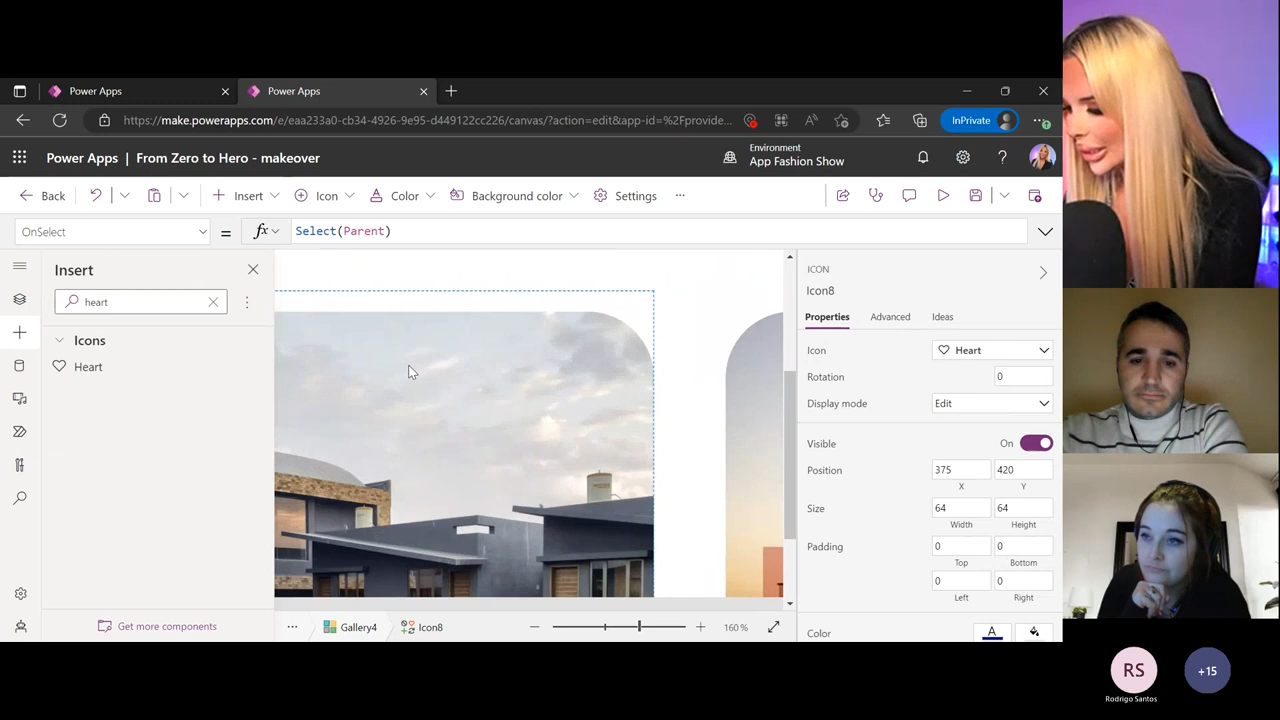 Power Apps
Power Apps
https://make.powerapps.com/e/eaa233a0-cb34-4926-9e95-d449122cc226/canvas/?action=edit&app-id=%2Fprovide...
InPrivate
Power Apps | From Zero to Hero - makeover
Environment
App Fashion Show
Back
Insert
Icon
Color
Background color
Settings
OnSelect
= fx Select(Parent)
Insert
heart
Icons
Heart
Get more components
ICON
Icon8
Properties
Advanced
Ideas
Icon
Heart
Rotation
0
Display mode
Edit
Visible
On
Position
375
420
X
Y
Size
64
64
Width
Height
Padding
0
0
Top
Bottom
0
0
Left
Right
Color
A
Gallery4
Icon8
160 %
RS
+15
Rodrigo Santos